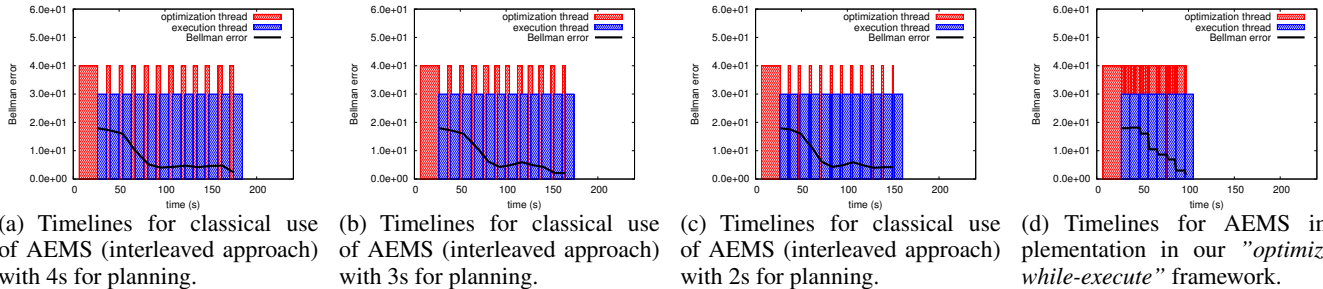 6.0e+01
5.0e+01
4.0e+01
3.0e+01
2.0e+01
1.0e+01
0.0e+00
Bellman error
optimization thread
execution thread
Bellman error
0 50 100 150 200
time (s)
(a) Timelines for classical use
of AEMS (interleaved approach)
with 4s for planning.
6.0e+01
5.0e+01
4.0e+01
3.0e+01
2.0e+01
1.0e+01
0.0e+00
Bellman error
optimization thread
execution thread
Bellman error
0 50 100 150 200
time (s)
(b) Timelines for classical use
of AEMS (interleaved approach)
with 3s for planning.
6.0e+01
5.0e+01
4.0e+01
3.0e+01
2.0e+01
1.0e+01
0.0e+00
Bellman error
optimization thread
execution thread
Bellman error
0 50 100 150 200
time (s)
(c) Timelines for classical use
of AEMS (interleaved approach)
with 2s for planning.
6.0e+01
5.0e+01
4.0e+01
3.0e+01
2.0e+01
1.0e+01
0.0e+00
Bellman error
optimization thread
execution thread
Bellman error
0 50 100 150 200
time (s)
(d) Timelines for AEMS in
plementation in our "optimiz
while-execute" framework.